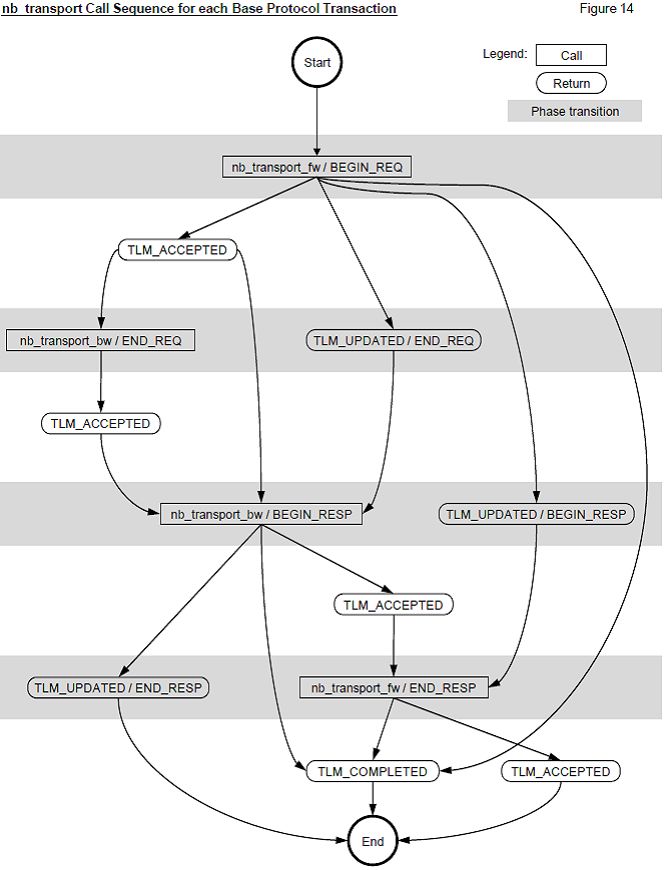 nb_transport Call Sequence for each Base Protocol Transaction
Figure 14
Legend:
Call
Return
Phase transition
Start
nb_transport_fw / BEGIN_REQ
TLM_ACCEPTED
nb_transport_bw / END_REQ
TLM_UPDATED / END_REQ
TLM_ACCEPTED
nb_transport_bw / BEGIN_RESP
TLM_UPDATED / BEGIN_RESP
TLM_ACCEPTED
TLM_UPDATED / END_RESP
nb_transport_fw / END_RESP
TLM_COMPLETED
TLM_ACCEPTED
End